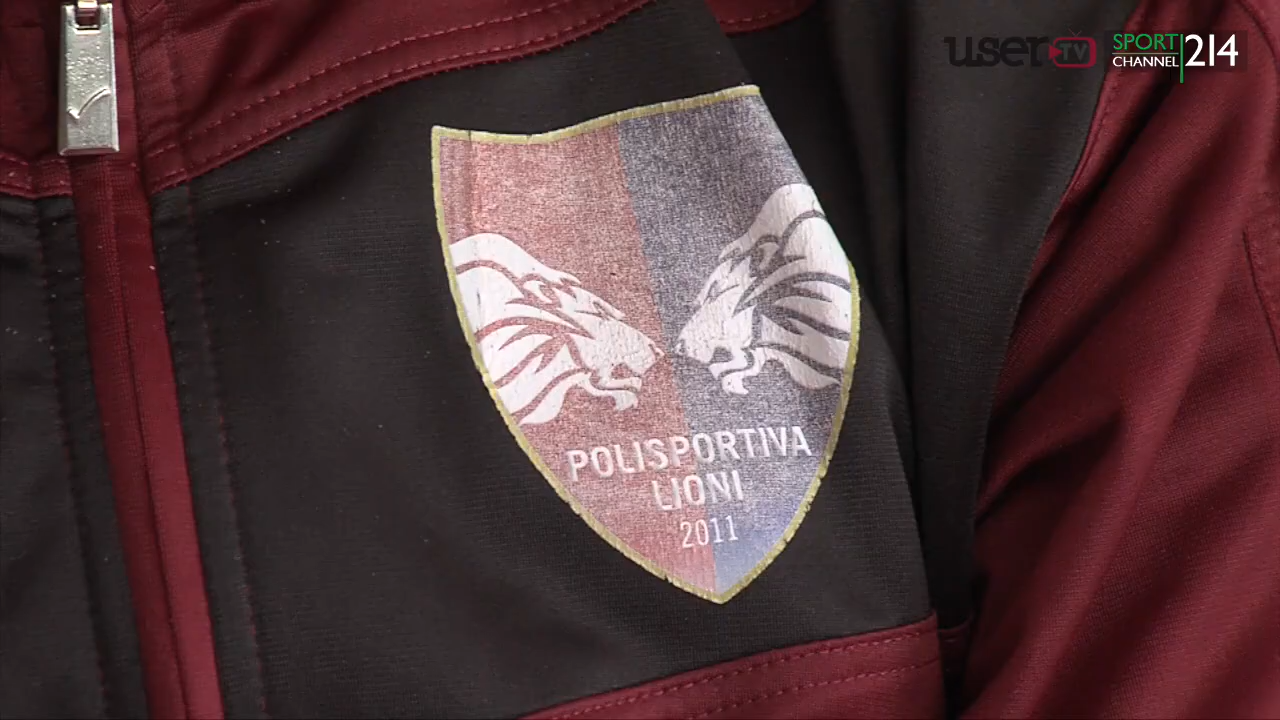 userTV
SPORT
CHANNEL
214
POLISPORTIVA
LIONI
2011